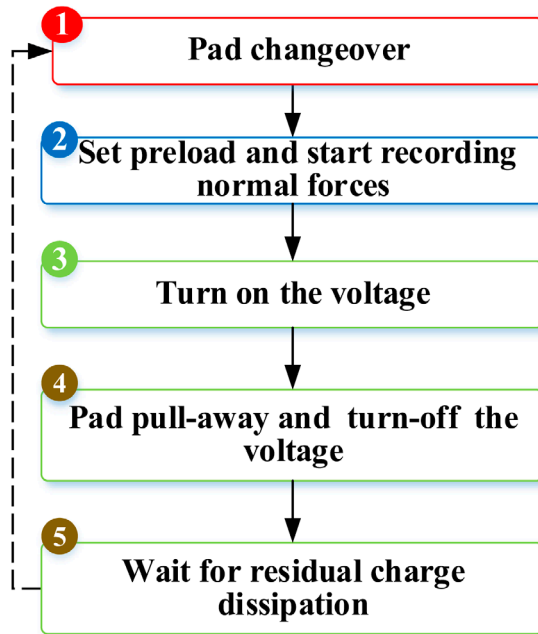 1
Pad changeover
2
Set preload and start recording
normal forces
3
Turn on the voltage
4
Pad pull-away and turn-off the
voltage
5
Wait for residual charge
dissipation